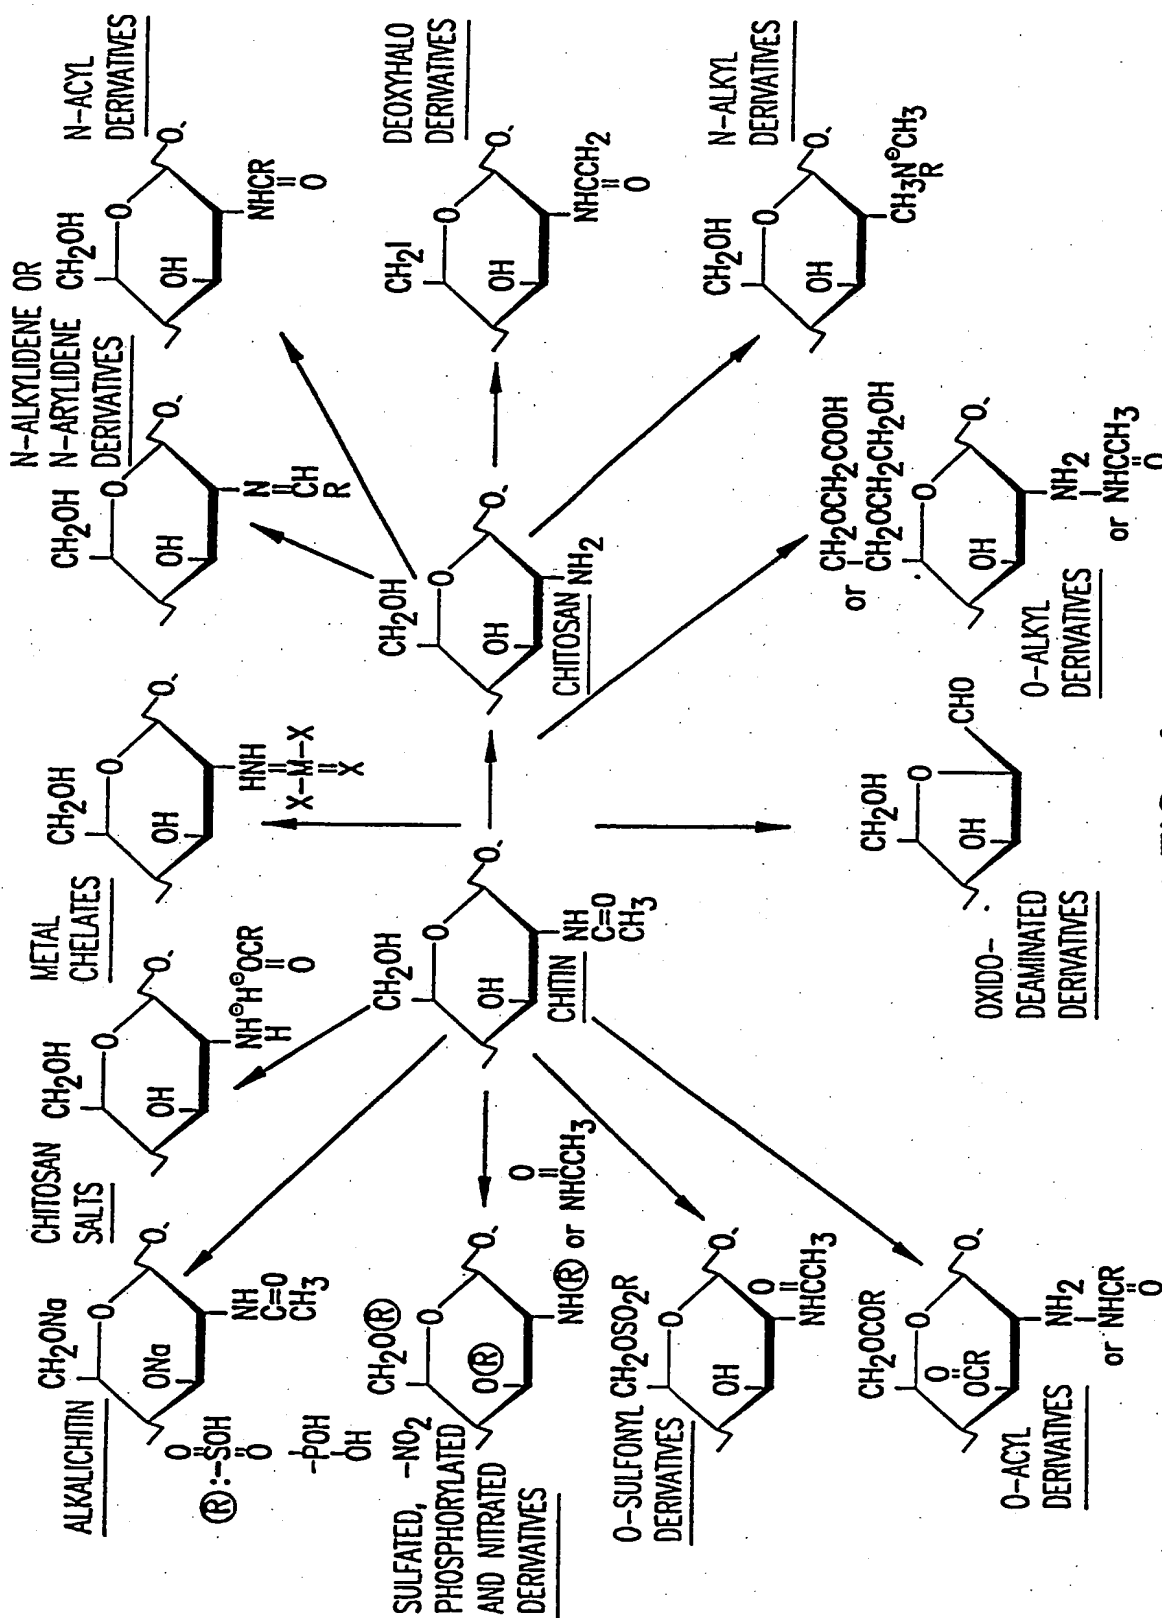 ALKALICHITIN
CH2ONa
O
O
ONa
NH
C=O
CH3
Ⓡ:-SOH
O
O
-POH
OH
CHITOSAN
SALTS
CH2OH
O
O
OH
NH⊕H⊖OCR
H
O
METAL
CHELATES
CH2OH
O
O
OH
HNH
X-M-X
X
N-ALKYLIDENE OR
N-ARYLIDENE
DERIVATIVES
CH2OH
O
O
OH
N
CH
R
N-ACYL
DERIVATIVES
CH2OH
O
O
OH
NHCR
O
SULFATED, -NO2
PHOSPHORYLATED
AND NITRATED
DERIVATIVES
CH2OⓇ
O
O
OⓇ
O
NHⓇ or NHCCH3
CH2OH
O
O
OH
NH
C=O
CH3
CHITIN
CH2OH
O
O
OH
CHITOSAN NH2
DEOXYHALO
DERIVATIVES
CH2I
O
O
OH
NHCCH2
O
O-SULFONYL
DERIVATIVES
CH2OSO2R
O
O
OH
O
NHCCH3
O-ACYL
DERIVATIVES
CH2OCOR
O
O
O
OCR
NH2
or NHCR
O
OXIDO-
DEAMINATED
DERIVATIVES
CH2OH
O
OH
CHO
O-ALKYL
DERIVATIVES
CH2OCH2COOH
or
CH2OCH2CH2OH
O
O
OH
NH2
or NHCCH3
O
N-ALKYL
DERIVATIVES
CH2OH
O
O
OH
CH3N⊕CH3
R